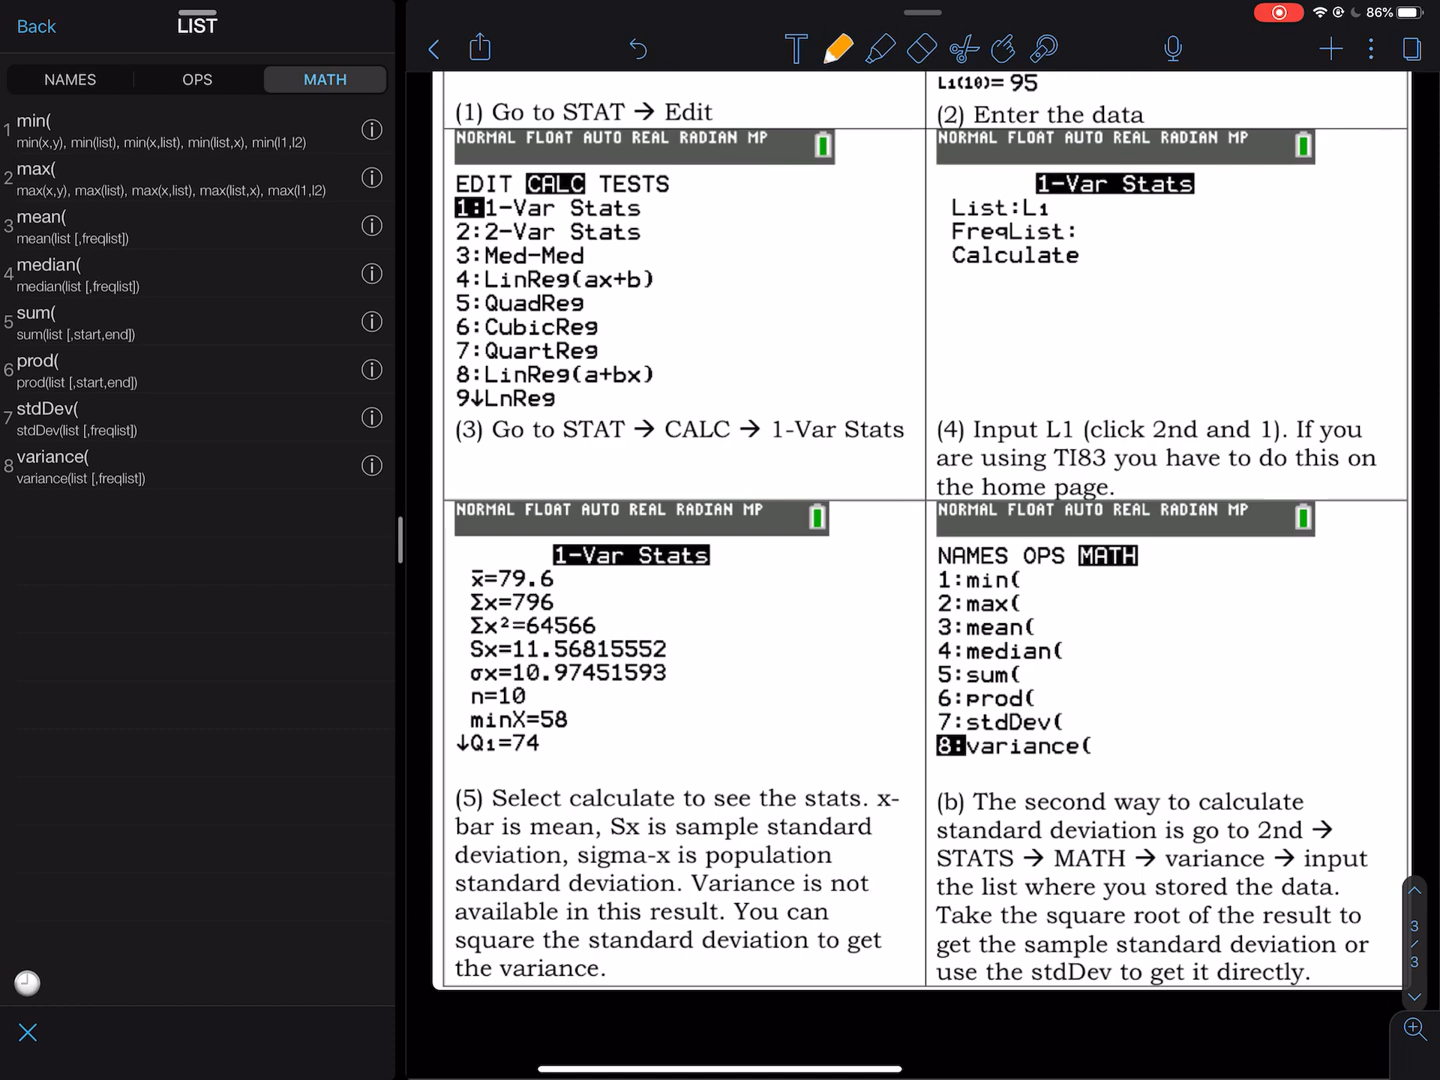 86%
Back
LIST
NAMES
OPS
MATH
1
min(
min(x,y), min(list), min(x,list), min(list,x), min(l1,l2)
2
max(
max(x,y), max(list), max(x,list), max(list,x), max(l1,l2)
3
mean(
mean(list [,freqlist])
4
median(
median(list [,freqlist])
5
sum(
sum(list [,start,end])
6
prod(
prod(list [,start,end])
7
stdDev(
stdDev(list [,freqlist])
8
variance(
variance(list [,freqlist])
(1) Go to STAT → Edit
L1(10)= 95
(2) Enter the data
NORMAL FLOAT AUTO REAL RADIAN MP
EDIT CALC TESTS
1:1-Var Stats
2:2-Var Stats
3:Med-Med
4:LinReg(ax+b)
5:QuadReg
6:CubicReg
7:QuartReg
8:LinReg(a+bx)
9↓LnReg
(3) Go to STAT → CALC → 1-Var Stats
NORMAL FLOAT AUTO REAL RADIAN MP
1-Var Stats
List:L1
FreqList:
Calculate
(4) Input L1 (click 2nd and 1). If you
are using TI83 you have to do this on
the home page.
NORMAL FLOAT AUTO REAL RADIAN MP
1-Var Stats
x̄=79.6
Σx=796
Σx²=64566
Sx=11.56815552
σx=10.97451593
n=10
minX=58
↓Q1=74
(5) Select calculate to see the stats. x-
bar is mean, Sx is sample standard
deviation, sigma-x is population
standard deviation. Variance is not
available in this result. You can
square the standard deviation to get
the variance.
NORMAL FLOAT AUTO REAL RADIAN MP
NAMES OPS MATH
1:min(
2:max(
3:mean(
4:median(
5:sum(
6:prod(
7:stdDev(
8:variance(
(b) The second way to calculate
standard deviation is go to 2nd →
STATS → MATH → variance → input
the list where you stored the data.
Take the square root of the result to
get the sample standard deviation or
use the stdDev to get it directly.
3
/
3